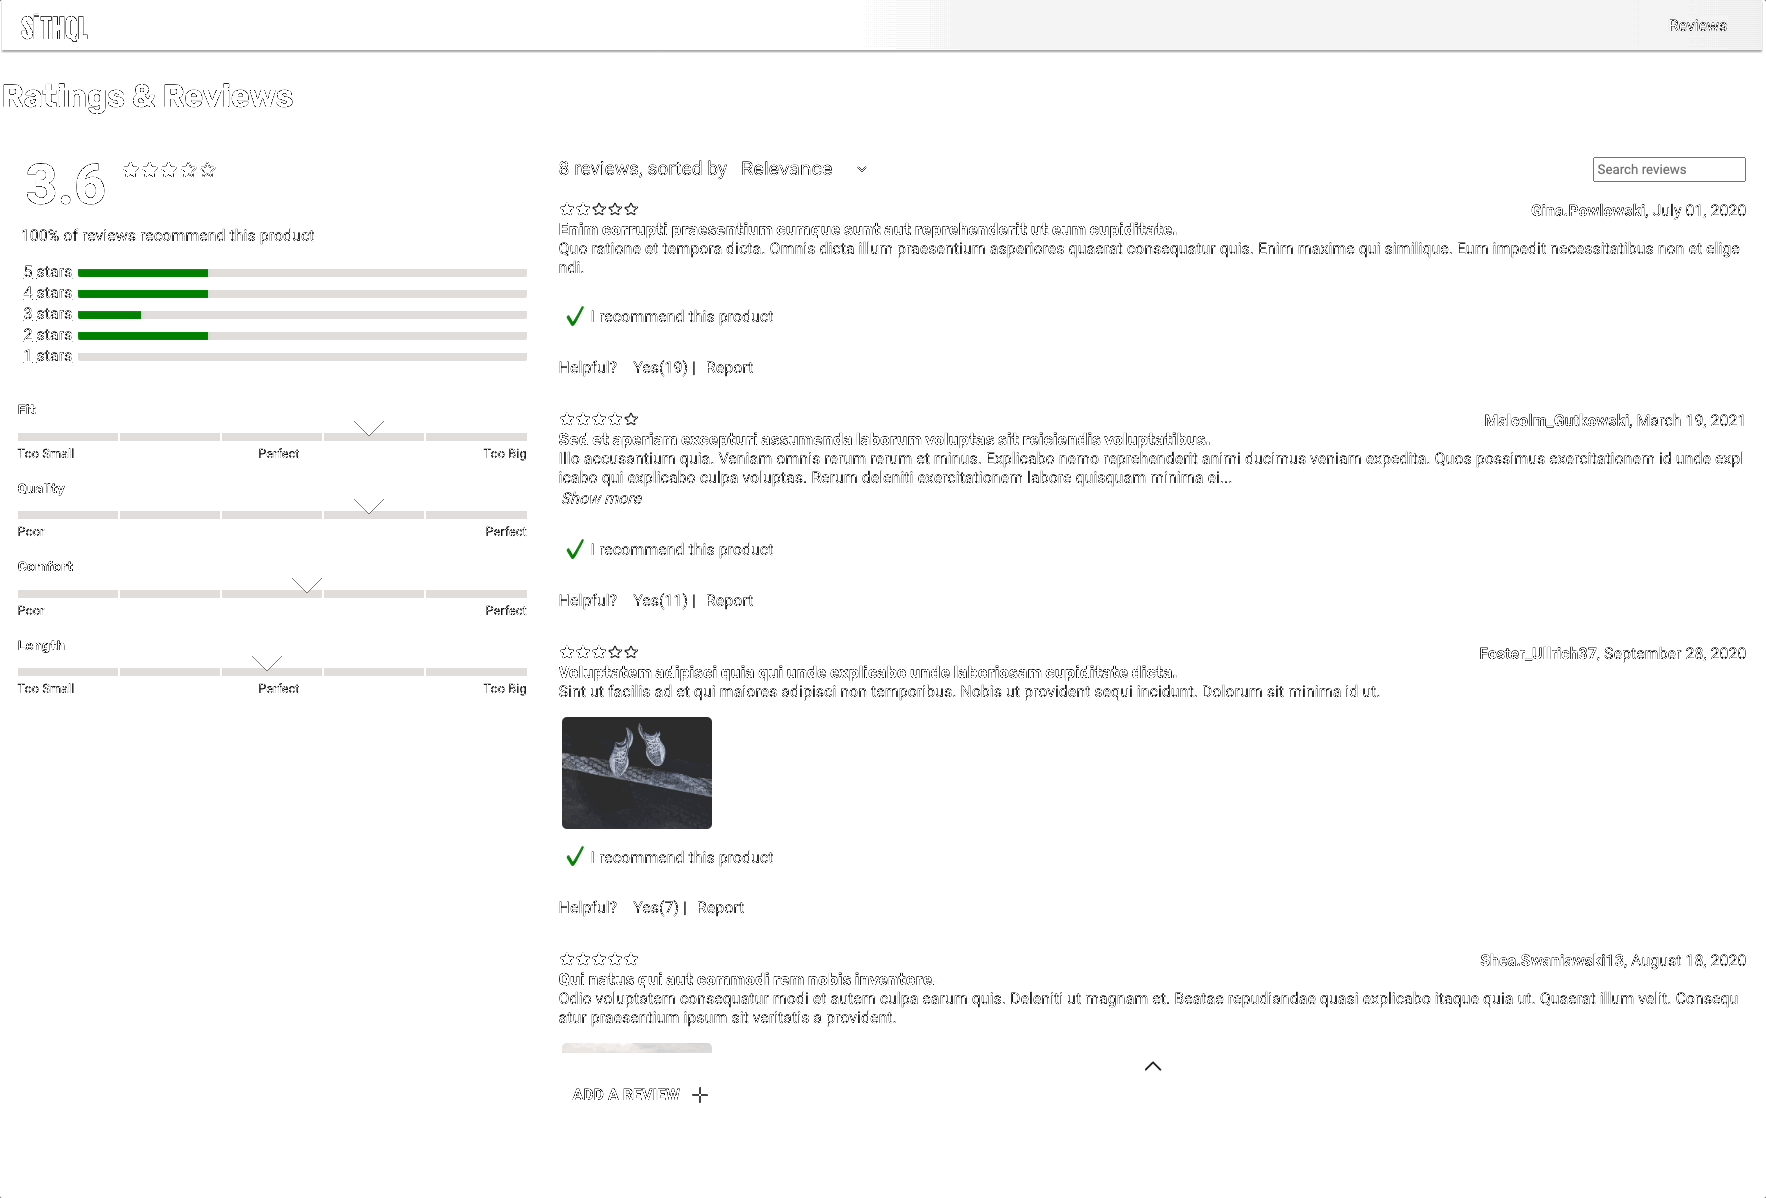 SITHQL
Reviews
Ratings & Reviews
3.6
100% of reviews recommend this product
5 stars
4 stars
3 stars
2 stars
1 stars
Fit
Too Small Perfect Too Big
Quality
Poor Perfect
Comfort
Poor Perfect
Length
Too Small Perfect Too Big
8 reviews, sorted by Relevance
Search reviews
Gina.Powlowski, July 01, 2020
Enim corrupti praesentium cumque sunt aut reprehenderit ut eum cupiditate.
Quo ratione et tempora dicta. Omnis dicta illum praesentium asperiores quaerat consequatur quis. Enim maxime qui similique. Eum impedit necessitatibus non et elige
ndi.
I recommend this product
Helpful? Yes(19) | Report
Malcolm_Gutkowski, March 19, 2021
Sed et aperiam excepturi assumenda laborum voluptas sit reiciendis voluptatibus.
Illo accusantium quia. Veniam omnis rerum rerum et minus. Explicabo nemo reprehenderit animi ducimus veniam expedita. Quos possimus exercitationem id unde expl
icabo qui explicabo culpa voluptas. Rerum deleniti exercitationem labore quisquam minima ei...
Show more
I recommend this product
Helpful? Yes(11) | Report
Foster_Ullrich37, September 28, 2020
Voluptatem adipisci quia qui unde explicabo unde laboriosam cupiditate dicta.
Sint ut facilis ad et qui maiores adipisci non temporibus. Nobis ut provident sequi incidunt. Dolorum sit minima id ut.
I recommend this product
Helpful? Yes(7) | Report
Shea.Swaniawski13, August 18, 2020
Qui natus qui aut commodi rem nobis inventore.
Odio voluptatem consequatur modi et autem culpa earum quis. Deleniti ut magnam et. Beatae repudiandae quasi explicabo itaque quia ut. Quaerat illum velit. Consequ
atur praesentium ipsum sit veritatis a provident.
ADD A REVIEW